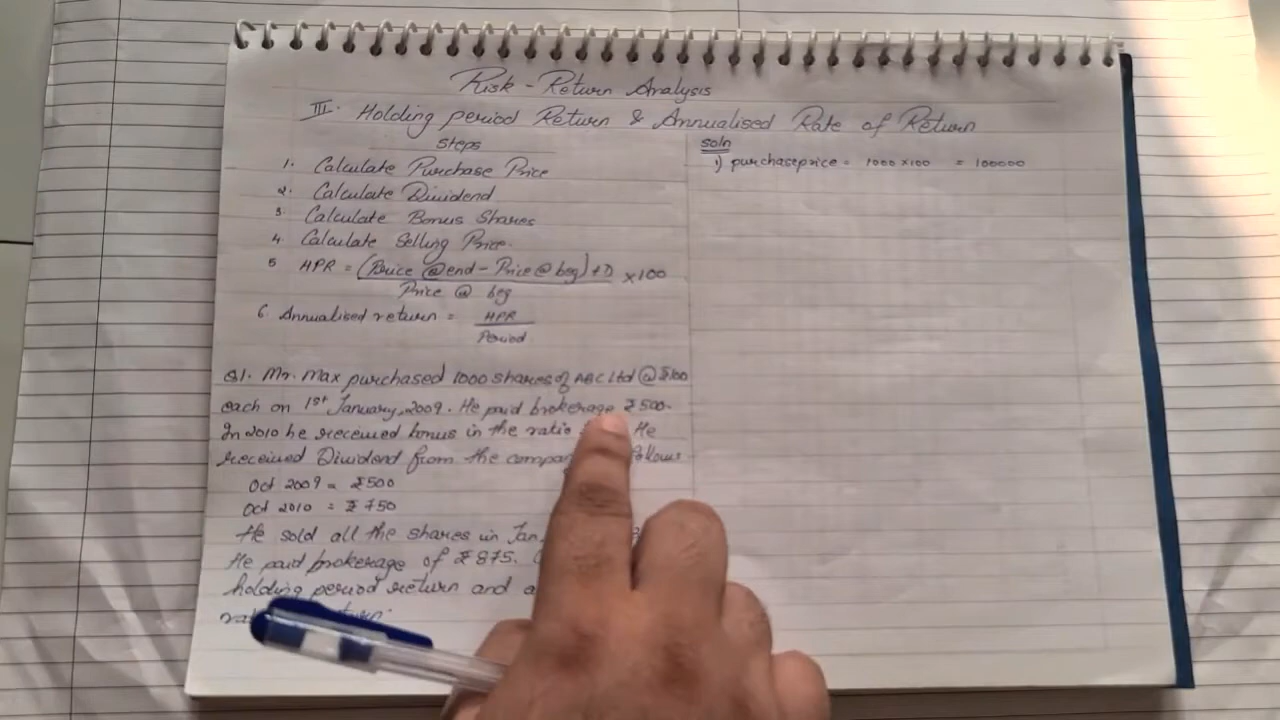 Risk - Return Analysis
III. Holding period Return & Annualised Rate of Return
Steps
1. Calculate Purchase Price
2. Calculate Dividend
3. Calculate Bonus Shares
4. Calculate Selling Price.
5 HPR = (Price @end - Price @ beg) + D × 100
Price @ beg
6. Annualised return = HPR
Period
Q1. Mr. Max purchased 1000 shares of ABC Ltd @ ₹100
each on 1st January, 2009. He paid brokerage ₹500.
In 2010 he received bonus in the ratio He
received Dividend from the follows
Oct 2009 = ₹500
Oct 2010 = ₹750
He sold all the shares in Jan
He paid brokerage of ₹875.
holding period return and
soln
1) purchase price = 1000 × 100 = 100000